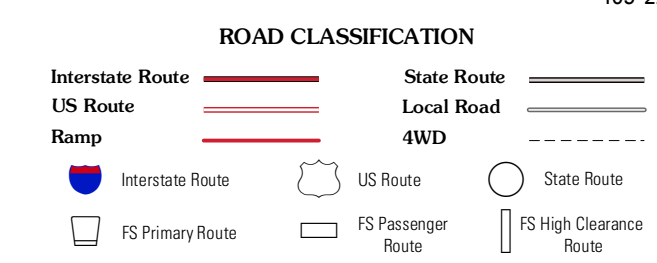 ROAD CLASSIFICATION
Interstate Route State Route
US Route Local Road
Ramp 4WD
Interstate Route US Route State Route
FS Primary Route FS Passenger Route FS High Clearance Route